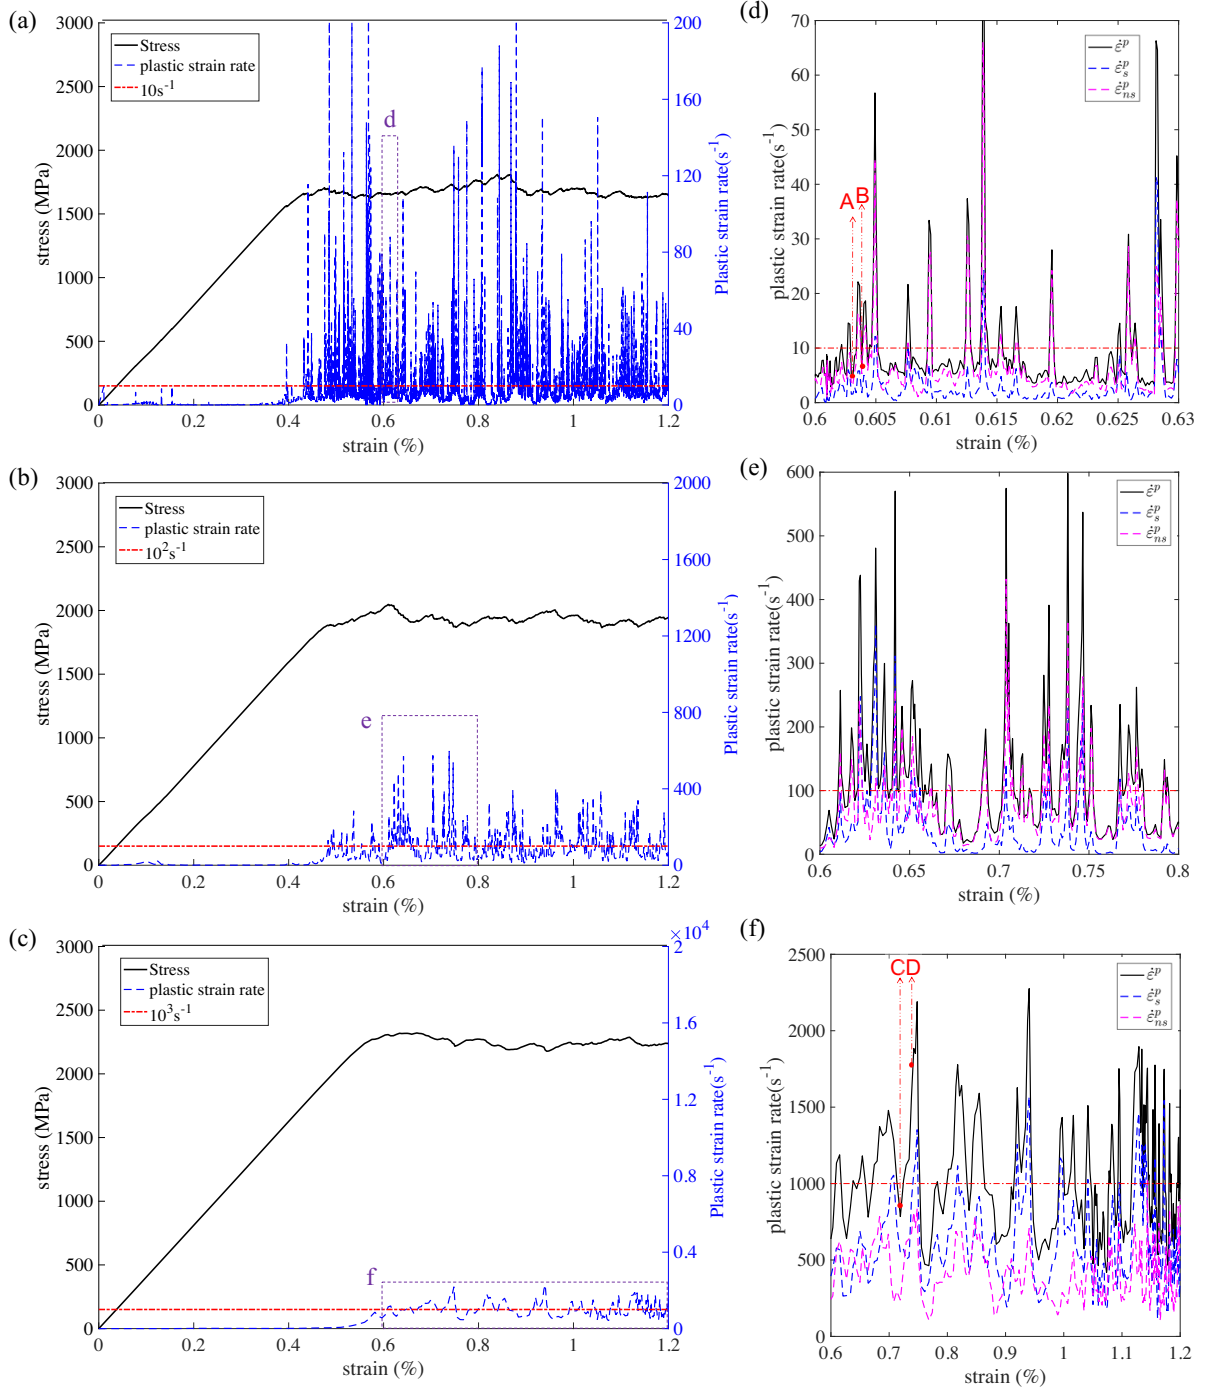 (a)
3000
2500
2000
1500
1000
500
0
stress (MPa)
Stress
plastic strain rate
10s⁻¹
d
200
160
120
80
40
0
Plastic strain rate(s⁻¹)
0 0.2 0.4 0.6 0.8 1 1.2
strain (%)
(d)
70
60
50
40
30
20
10
0
plastic strain rate(s⁻¹)
ε̇ᵖ
ε̇ₛᵖ
ε̇ₙₛᵖ
A B
0.6 0.605 0.61 0.615 0.62 0.625 0.63
strain (%)
(b)
3000
2500
2000
1500
1000
500
0
stress (MPa)
Stress
plastic strain rate
10²s⁻¹
e
2000
1600
1200
800
400
0
Plastic strain rate(s⁻¹)
0 0.2 0.4 0.6 0.8 1 1.2
strain (%)
(e)
600
500
400
300
200
100
0
plastic strain rate(s⁻¹)
ε̇ᵖ
ε̇ₛᵖ
ε̇ₙₛᵖ
0.6 0.65 0.7 0.75 0.8
strain (%)
(c)
3000
2500
2000
1500
1000
500
0
stress (MPa)
Stress
plastic strain rate
10³s⁻¹
f
×10⁴
2
1.6
1.2
0.8
0.4
0
Plastic strain rate(s⁻¹)
0 0.2 0.4 0.6 0.8 1 1.2
strain (%)
(f)
2500
2000
1500
1000
500
0
plastic strain rate(s⁻¹)
ε̇ᵖ
ε̇ₛᵖ
ε̇ₙₛᵖ
CD
0.6 0.7 0.8 0.9 1 1.1 1.2
strain (%)